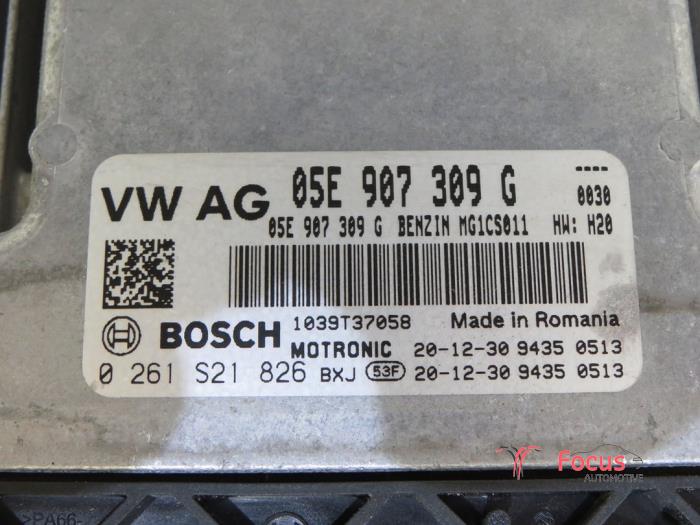 VW AG 05E 907 309 G ---- 0030
05E 907 309 G BENZIN MG1CS011 HW: H20
BOSCH 1039T37058 Made in Romania
MOTRONIC 20-12-30 9435 0513
0 261 S21 826 BXJ 53F 20-12-30 9435 0513
Focus
AUTOMOTIVE
>PA66-